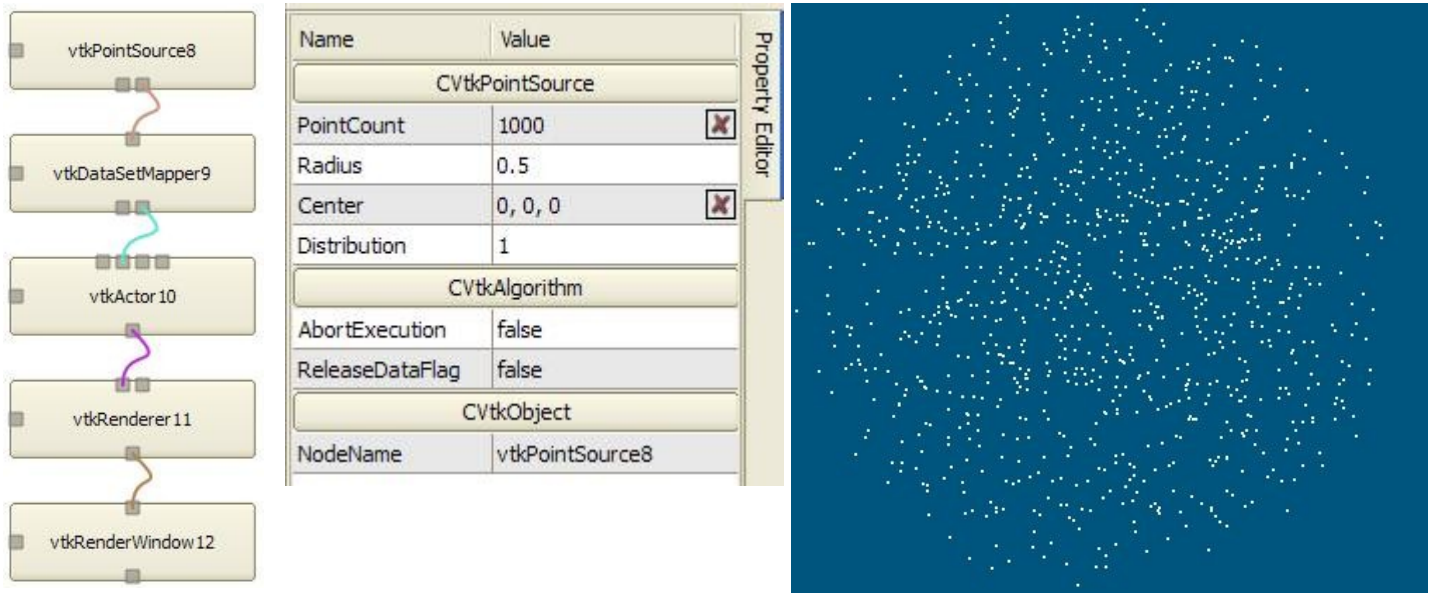 vtkPointSource8
vtkDataSetMapper9
vtkActor10
vtkRenderer11
vtkRenderWindow12
Name Value
CVtkPointSource
PointCount 1000
Radius 0.5
Center 0, 0, 0
Distribution 1
CVtkAlgorithm
AbortExecution false
ReleaseDataFlag false
CVtkObject
NodeName vtkPointSource8
Property Editor